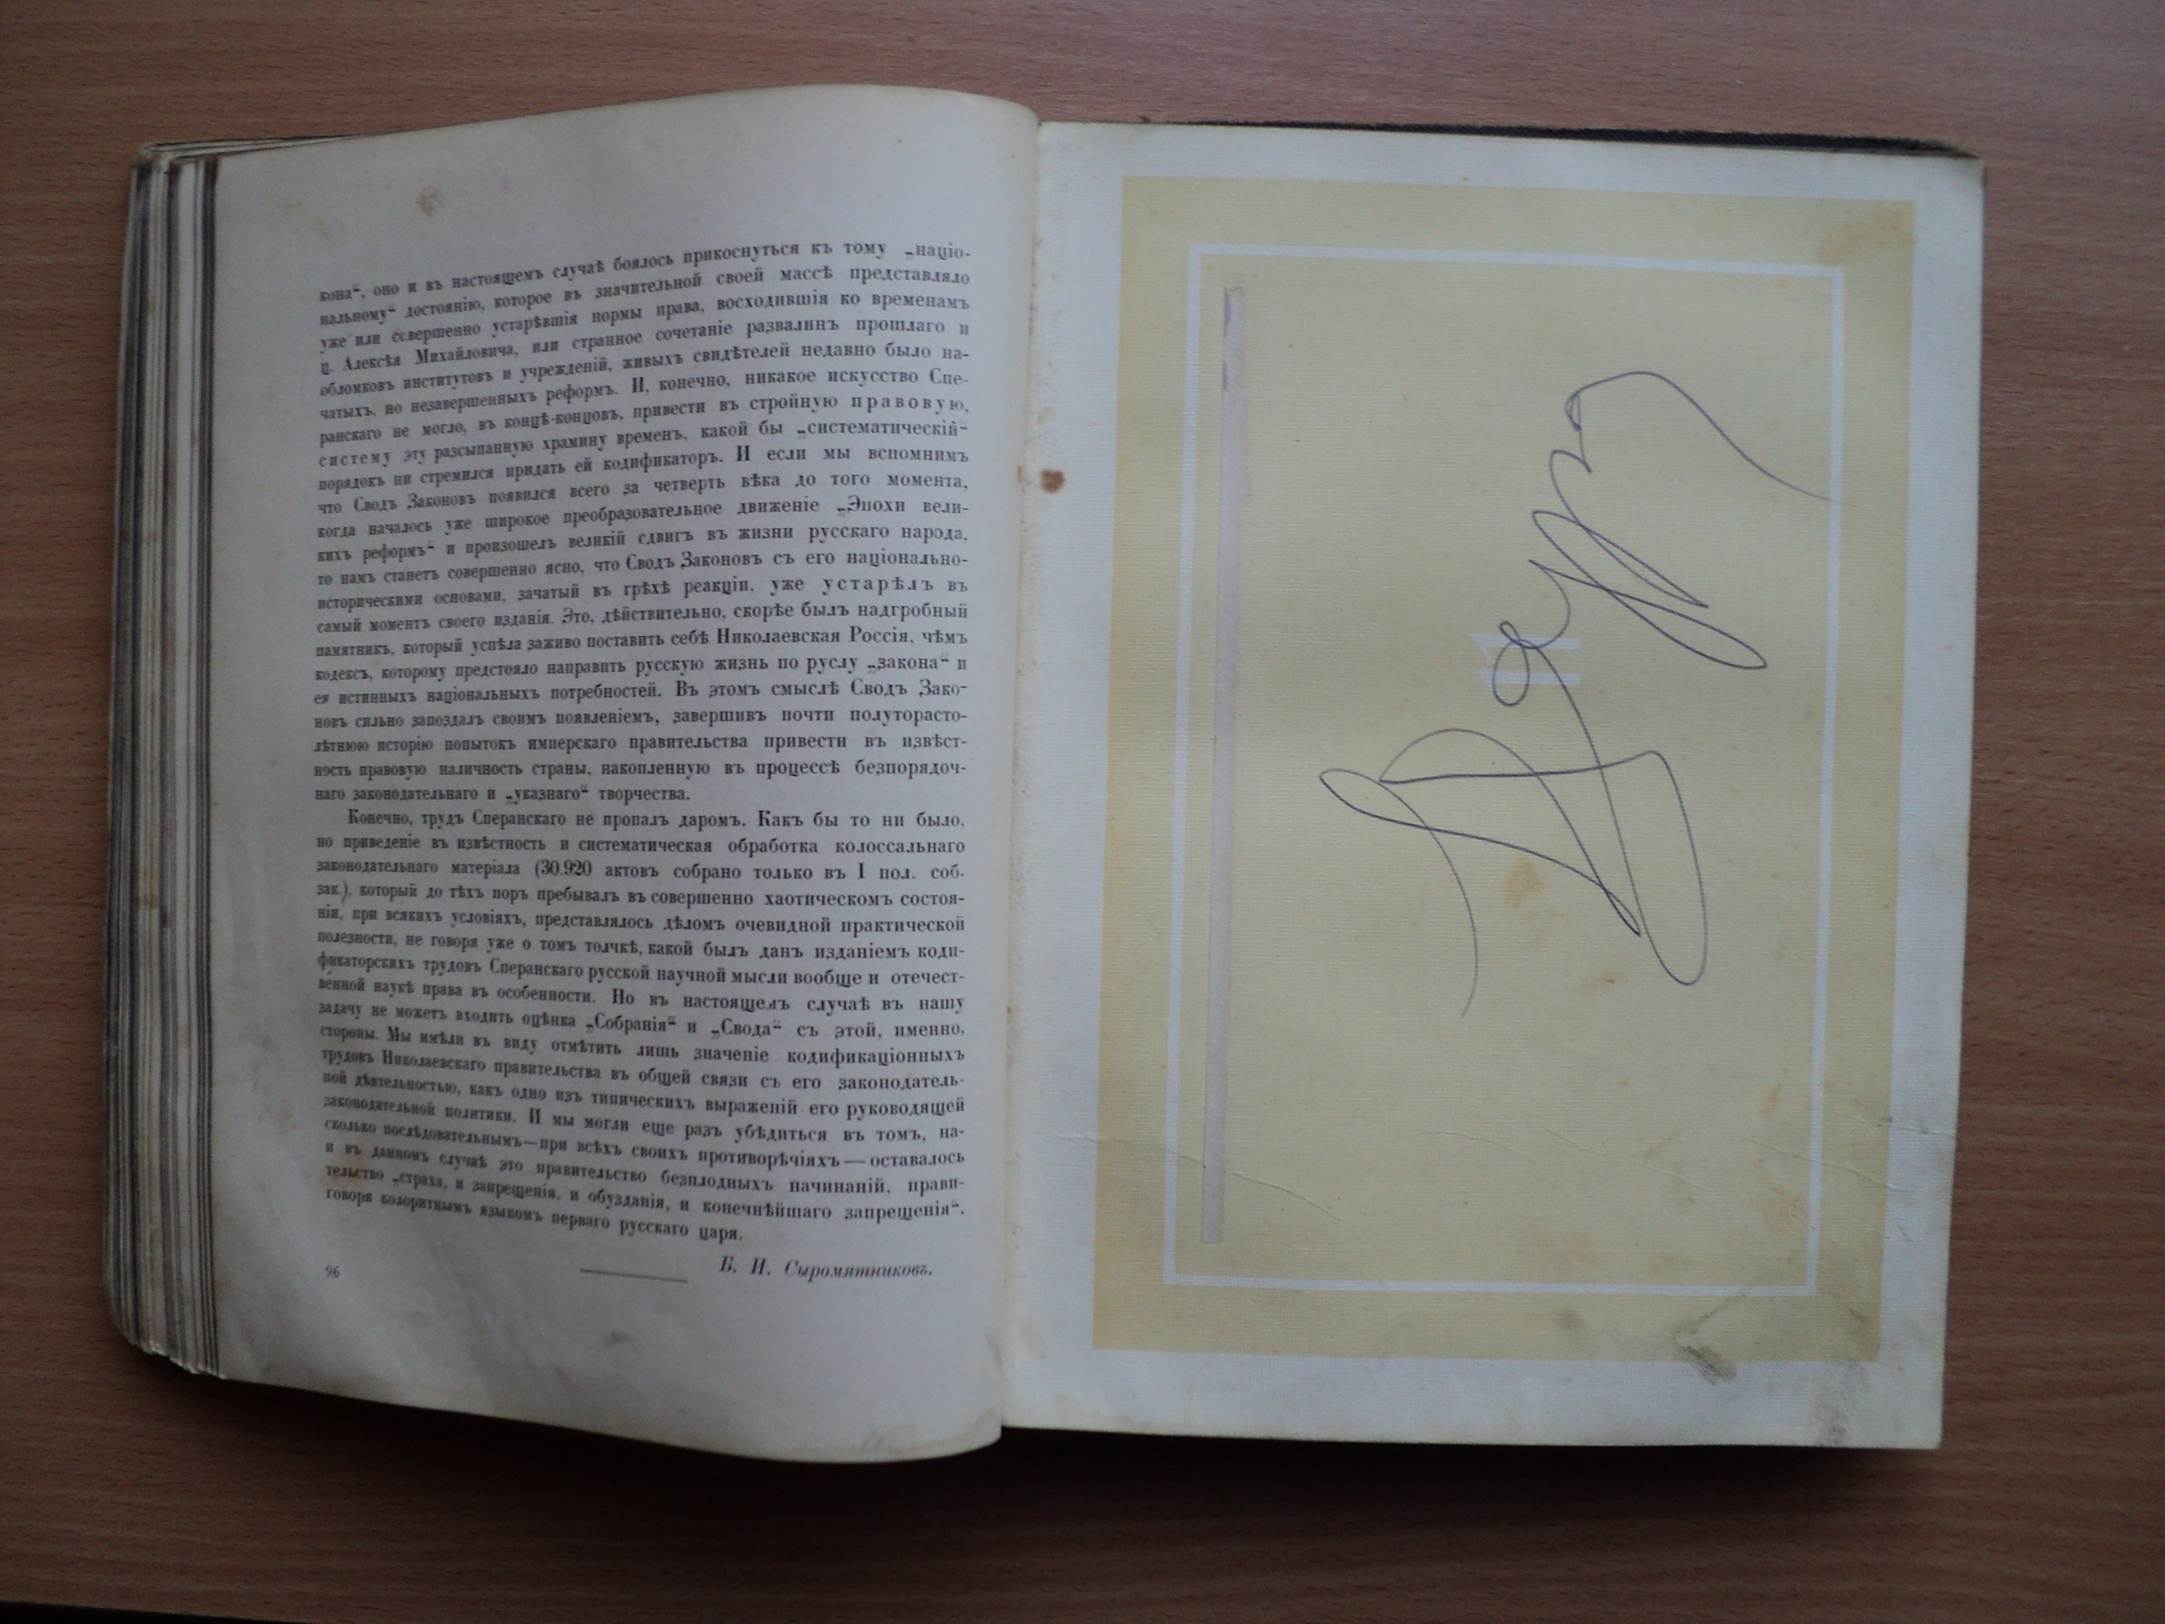 кона“, оно и въ настоящемъ случаѣ боялось прикоснуться къ тому „націо-
нальному“ достоянію, которое въ значительной своей массѣ представляло
уже или совершенно устарѣвшія нормы права, восходившія ко временамъ
ц. Алексѣя Михайловича, или странное сочетаніе развалинъ прошлаго и
обломковъ институтовъ и учрежденій, живыхъ свидѣтелей недавно было на-
чатыхъ, но незавершенныхъ реформъ. И, конечно, никакое искусство Спе-
ранскаго не могло, въ концѣ-концовъ, привести въ стройную правовую,
систему эту разсыпанную храмину временъ, какой бы „систематическій“
порядокъ ни стремился придать ей кодификаторъ. И если мы вспомнимъ
что Сводъ Законовъ появился всего за четверть вѣка до того момента,
когда началось уже широкое преобразовательное движеніе „Эпохи вели-
кихъ реформъ“ и произошелъ великій сдвигъ въ жизни русскаго народа,
то намъ станетъ совершенно ясно, что Сводъ Законовъ съ его національно-
историческими основами, зачатый въ грѣхѣ реакціи, уже устарѣлъ въ
самый моментъ своего изданія. Это, дѣйствительно, скорѣе былъ надгробный
памятникъ, который успѣла заживо поставить себѣ Николаевская Россія, чѣмъ
кодексъ, которому предстояло направить русскую жизнь по руслу „закона“ и
ея истинныхъ національныхъ потребностей. Въ этомъ смыслѣ Сводъ Зако-
новъ сильно запоздалъ своимъ появленіемъ, завершивъ почти полуторасто-
лѣтнюю исторію попытокъ имперскаго правительства привести въ извѣст-
ность правовую наличность страны, накопленную въ процессѣ безпорядоч-
наго законодательнаго и „указнаго“ творчества.
Конечно, трудъ Сперанскаго не пропалъ даромъ. Какъ бы то ни было,
но приведеніе въ извѣстность и систематическая обработка колоссальнаго
законодательнаго матеріала (30.920 актовъ собрано только въ I пол. соб.
зак.), который до тѣхъ поръ пребывалъ въ совершенно хаотическомъ состоя-
ніи, при всякихъ условіяхъ, представлялось дѣломъ очевидной практической
полезности, не говоря уже о томъ толчкѣ, какой былъ данъ изданіемъ коди-
фикаторскихъ трудовъ Сперанскаго русской научной мысли вообще и отечест-
венной наукѣ права въ особенности. Но въ настоящемъ случаѣ въ нашу
задачу не можетъ входить оцѣнка „Собранія“ и „Свода“ съ этой, именно,
стороны. Мы имѣли въ виду отмѣтить лишь значеніе кодификаціонныхъ
трудовъ Николаевскаго правительства въ общей связи съ его законодатель-
ной дѣятельностью, какъ одно изъ типическихъ выраженій его руководящей
законодательной политики. И мы могли еще разъ убѣдиться въ томъ, на-
сколько послѣдовательнымъ—при всѣхъ своихъ противорѣчіяхъ — оставалось
и въ данномъ случаѣ это правительство безплодныхъ начинаній, прави-
тельство „страха, и запрещенія, и обузданія, и конечнѣйшаго запрещенія“,
говоря колоритнымъ языкомъ перваго русскаго царя.
Б. И. Сыромятниковъ.
96